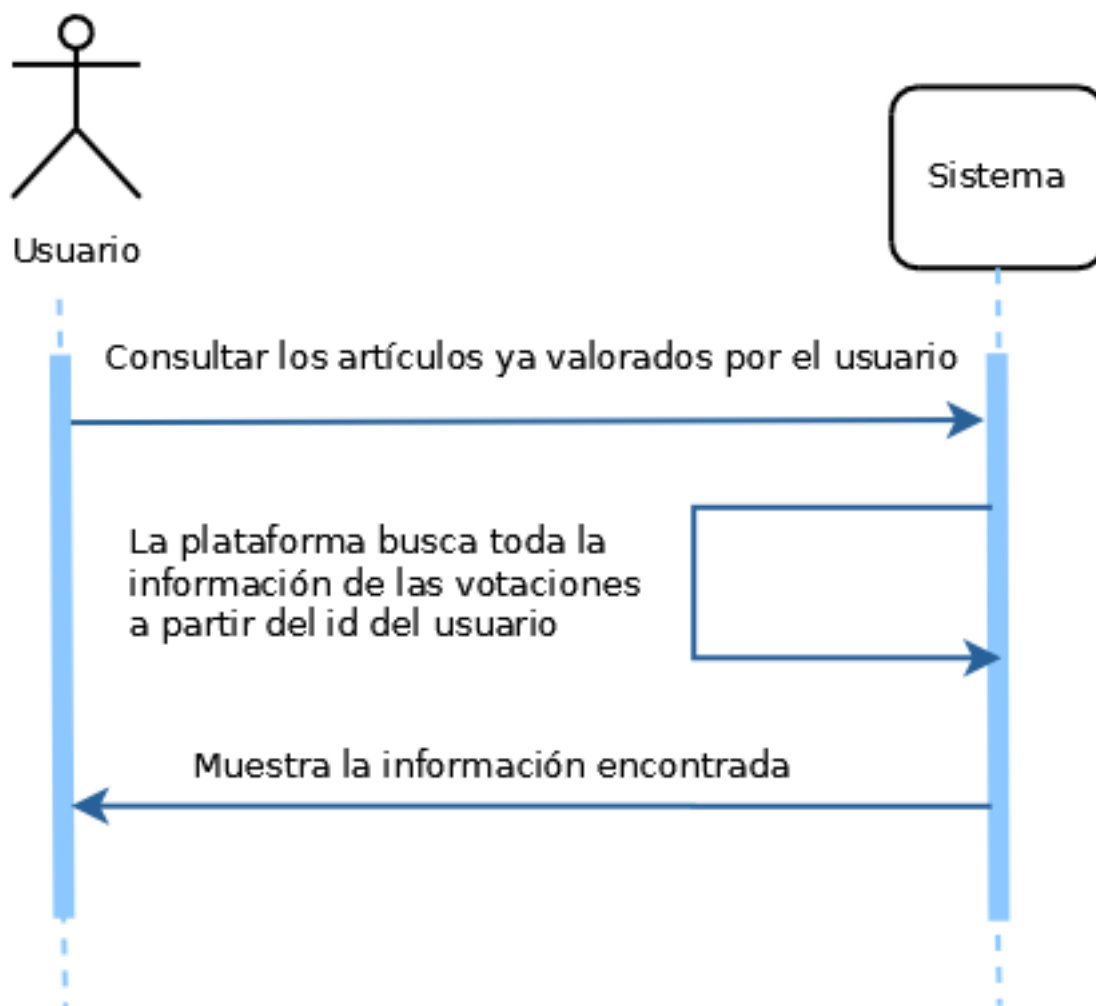 Usuario
Sistema
Consultar los artículos ya valorados por el usuario
La plataforma busca toda la
información de las votaciones
a partir del id del usuario
Muestra la información encontrada